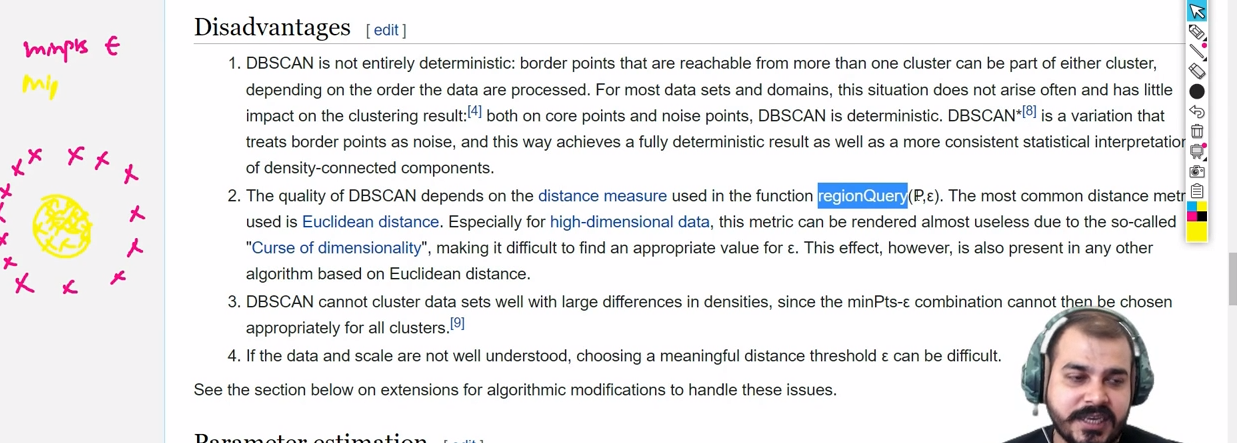 minpts ε
mip
Disadvantages [ edit ]
1. DBSCAN is not entirely deterministic: border points that are reachable from more than one cluster can be part of either cluster,
depending on the order the data are processed. For most data sets and domains, this situation does not arise often and has little
impact on the clustering result:[4] both on core points and noise points, DBSCAN is deterministic. DBSCAN*[8] is a variation that
treats border points as noise, and this way achieves a fully deterministic result as well as a more consistent statistical interpretation
of density-connected components.
2. The quality of DBSCAN depends on the distance measure used in the function regionQuery(P,ε). The most common distance metr
used is Euclidean distance. Especially for high-dimensional data, this metric can be rendered almost useless due to the so-called
"Curse of dimensionality", making it difficult to find an appropriate value for ε. This effect, however, is also present in any other
algorithm based on Euclidean distance.
3. DBSCAN cannot cluster data sets well with large differences in densities, since the minPts-ε combination cannot then be chosen
appropriately for all clusters.[9]
4. If the data and scale are not well understood, choosing a meaningful distance threshold ε can be difficult.
See the section below on extensions for algorithmic modifications to handle these issues.
Parameter estimation [ edit ]